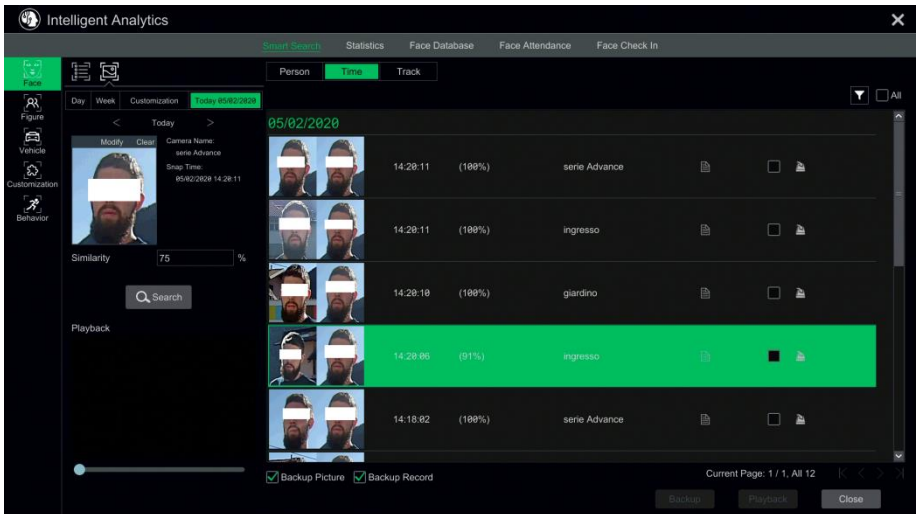 Intelligent Analytics
Smart Search Statistics Face Database Face Attendance Face Check In
Face
Figure
Vehicle
Customization
Behavior
Day Week Customization Today 05/02/2020
< Today >
Modify Clear
Camera Name:
serie Advance
Snap Time:
05/02/2020 14:20:11
Similarity 75 %
Search
Playback
Person Time Track
All
05/02/2020
14:20:11 (100%) serie Advance
14:20:11 (100%) ingresso
14:20:10 (100%) giardino
14:20:06 (91%) ingresso
14:18:02 (100%) serie Advance
Backup Picture Backup Record
Current Page: 1 / 1, All 12
Backup Playback Close